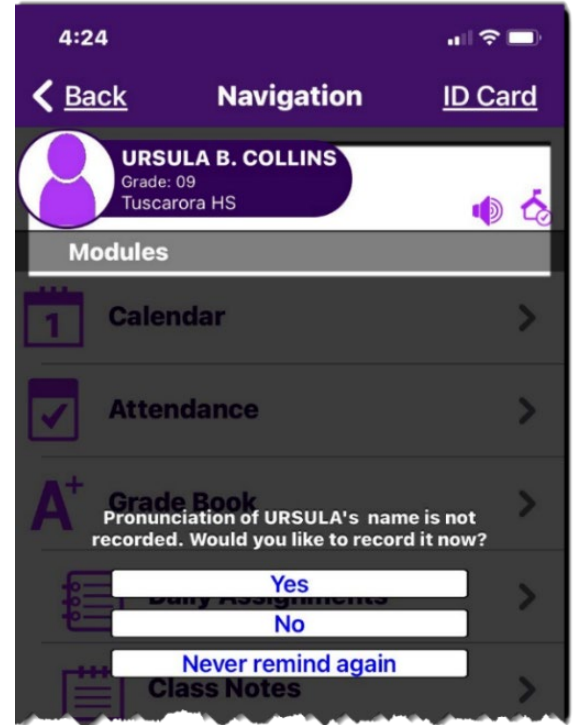 4:24
Back Navigation ID Card
URSULA B. COLLINS
Grade: 09
Tuscarora HS
Modules
1 Calendar
Attendance
A+ Grade Book
Pronunciation of URSULA's name is not
recorded. Would you like to record it now?
Yes
Daily Assignments
No
Never remind again
Class Notes